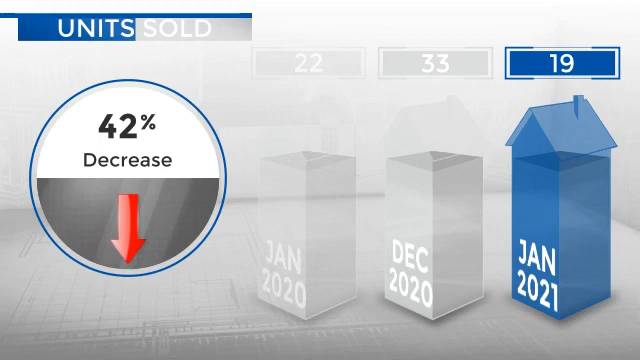 UNITS SOLD
22
33
19
42%
Decrease
JAN
2020
DEC
2020
JAN
2021